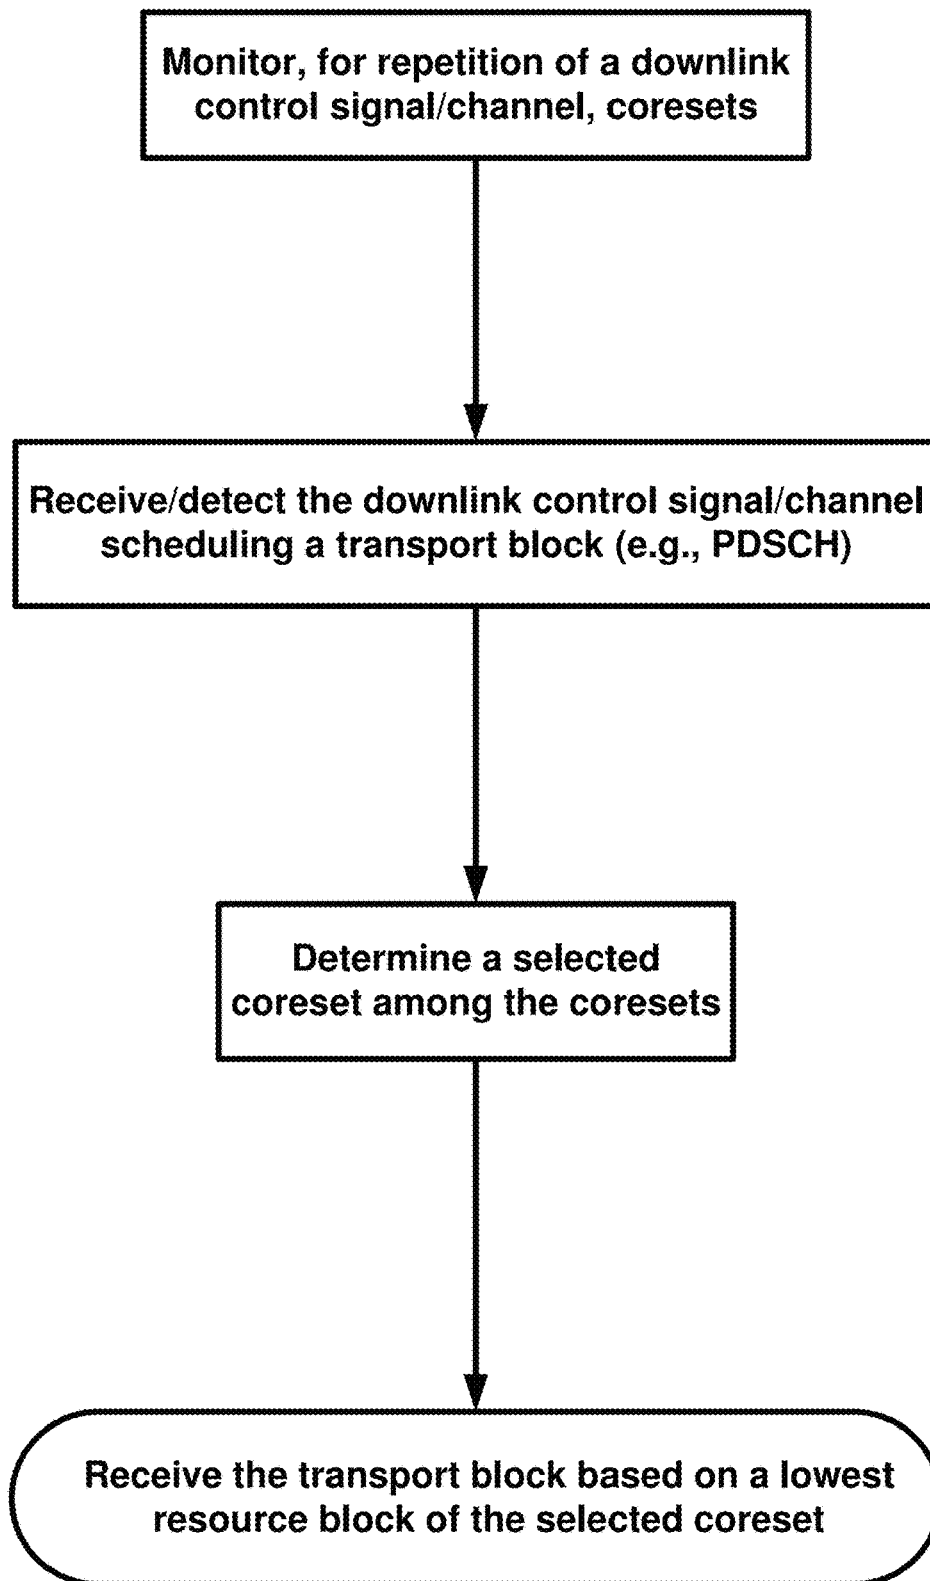 Monitor, for repetition of a downlink
control signal/channel, coresets
Receive/detect the downlink control signal/channel
scheduling a transport block (e.g., PDSCH)
Determine a selected
coreset among the coresets
Receive the transport block based on a lowest
resource block of the selected coreset